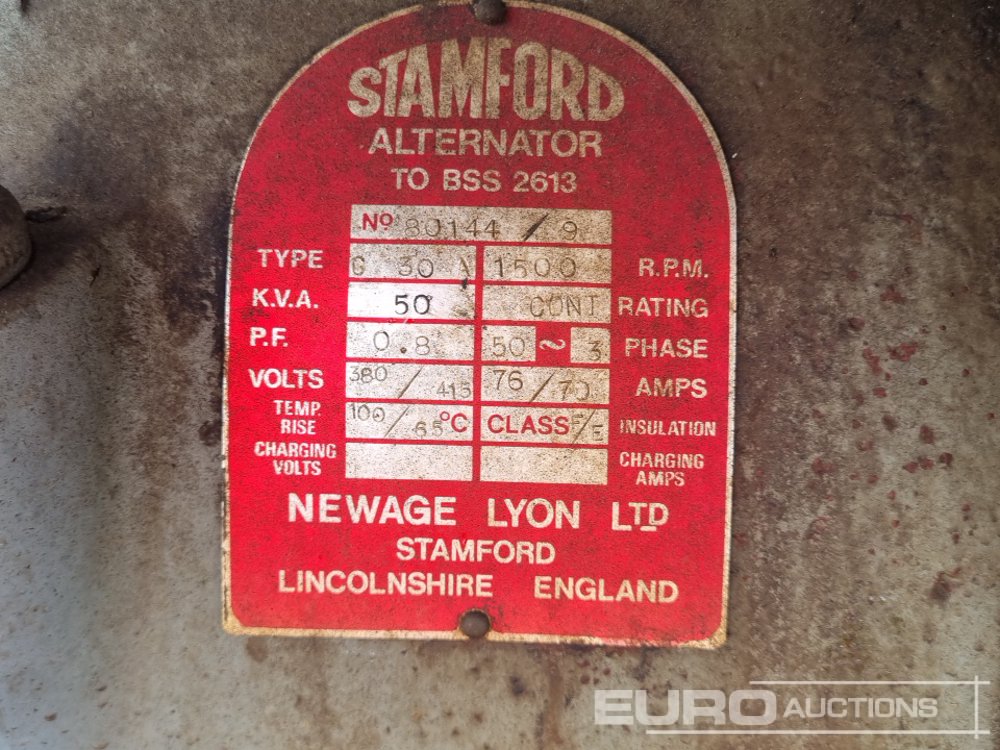 STAMFORD
ALTERNATOR
TO BSS 2613
Nº 80144 / 9
TYPE C 30 A 1500 R.P.M.
K.V.A. 50 CONT RATING
P.F. 0.8 50 ~ 3 PHASE
VOLTS 380/415 76/70 AMPS
TEMP. RISE 100/65 °C CLASS F/E INSULATION
CHARGING VOLTS CHARGING AMPS
NEWAGE LYON LTD
STAMFORD
LINCOLNSHIRE ENGLAND
EURO AUCTIONS